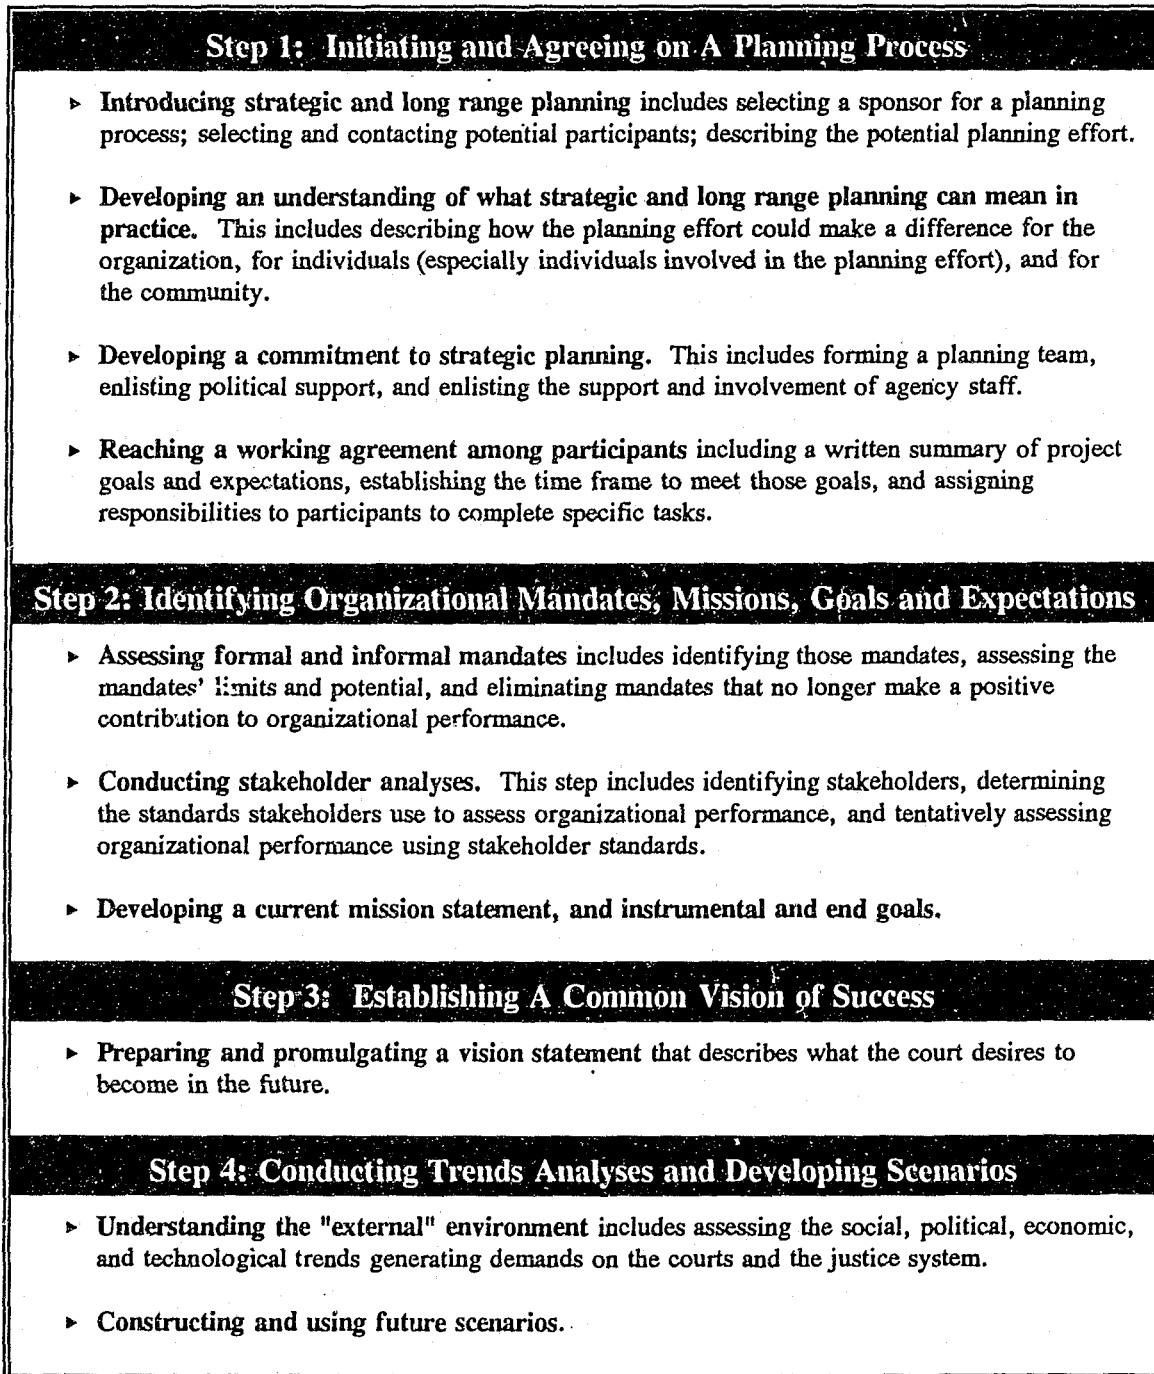 Step 1: Initiating and Agreeing on A Planning Process
▸ Introducing strategic and long range planning includes selecting a sponsor for a planning
process; selecting and contacting potential participants; describing the potential planning effort.
▸ Developing an understanding of what strategic and long range planning can mean in
practice. This includes describing how the planning effort could make a difference for the
organization, for individuals (especially individuals involved in the planning effort), and for
the community.
▸ Developing a commitment to strategic planning. This includes forming a planning team,
enlisting political support, and enlisting the support and involvement of agency staff.
▸ Reaching a working agreement among participants including a written summary of project
goals and expectations, establishing the time frame to meet those goals, and assigning
responsibilities to participants to complete specific tasks.
Step 2: Identifying Organizational Mandates, Missions, Goals and Expectations
▸ Assessing formal and informal mandates includes identifying those mandates, assessing the
mandates' limits and potential, and eliminating mandates that no longer make a positive
contribution to organizational performance.
▸ Conducting stakeholder analyses. This step includes identifying stakeholders, determining
the standards stakeholders use to assess organizational performance, and tentatively assessing
organizational performance using stakeholder standards.
▸ Developing a current mission statement, and instrumental and end goals.
Step 3: Establishing A Common Vision of Success
▸ Preparing and promulgating a vision statement that describes what the court desires to
become in the future.
Step 4: Conducting Trends Analyses and Developing Scenarios
▸ Understanding the "external" environment includes assessing the social, political, economic,
and technological trends generating demands on the courts and the justice system.
▸ Constructing and using future scenarios.